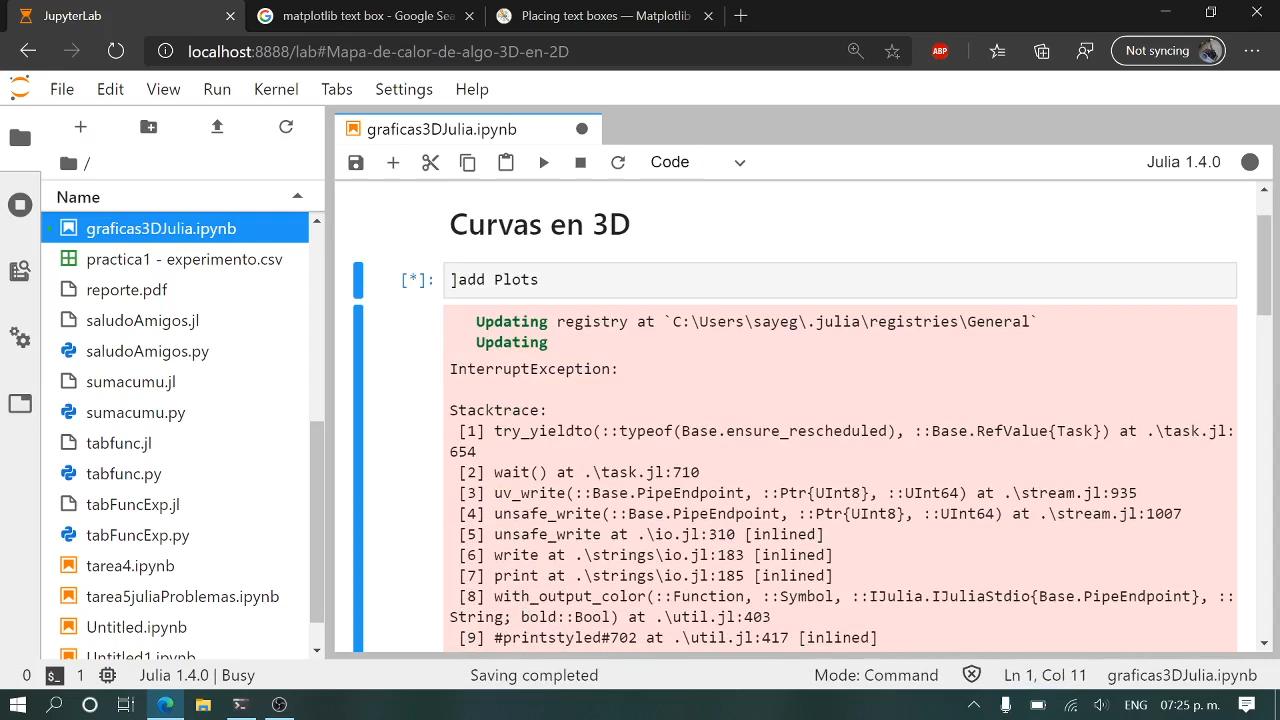 JupyterLab
matplotlib text box - Google Sea
Placing text boxes — Matplotlib
localhost:8888/lab#Mapa-de-calor-de-algo-3D-en-2D
ABP
Not syncing
File Edit View Run Kernel Tabs Settings Help
graficas3DJulia.ipynb
Code
Julia 1.4.0
/
Name
graficas3DJulia.ipynb
practica1 - experimento.csv
reporte.pdf
saludoAmigos.jl
saludoAmigos.py
sumacumu.jl
sumacumu.py
tabfunc.jl
tabfunc.py
tabFuncExp.jl
tabFuncExp.py
tarea4.ipynb
tarea5juliaProblemas.ipynb
Untitled.ipynb
Untitled1.ipynb
Curvas en 3D
[*]: ]add Plots
Updating registry at `C:\Users\sayeg\.julia\registries\General`
Updating
InterruptException:
Stacktrace:
[1] try_yieldto(::typeof(Base.ensure_rescheduled), ::Base.RefValue{Task}) at .\task.jl:
654
[2] wait() at .\task.jl:710
[3] uv_write(::Base.PipeEndpoint, ::Ptr{UInt8}, ::UInt64) at .\stream.jl:935
[4] unsafe_write(::Base.PipeEndpoint, ::Ptr{UInt8}, ::UInt64) at .\stream.jl:1007
[5] unsafe_write at .\io.jl:310 [inlined]
[6] write at .\strings\io.jl:183 [inlined]
[7] print at .\strings\io.jl:185 [inlined]
[8] with_output_color(::Function, ::Symbol, ::IJulia.IJuliaStdio{Base.PipeEndpoint}, ::
String; bold::Bool) at .\util.jl:403
[9] #printstyled#702 at .\util.jl:417 [inlined]
0 $_ 1 Julia 1.4.0 | Busy
Saving completed
Mode: Command
Ln 1, Col 11
graficas3DJulia.ipynb
ENG
07:25 p. m.